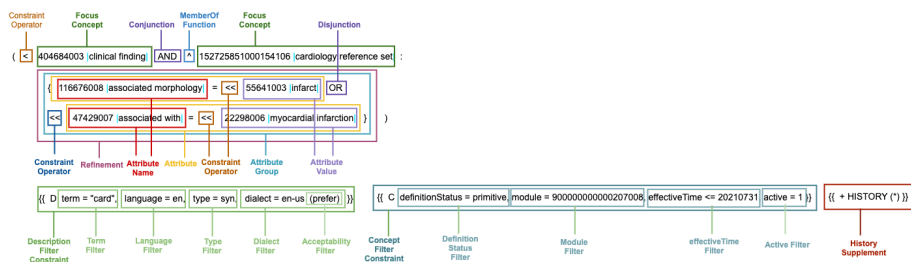 Constraint Operator
Focus Concept
Conjunction
MemberOf Function
Focus Concept
Disjunction
( < 404684003 |clinical finding| AND ^ 152725851000154106 |cardiology reference set| :
{ 116676008 |associated morphology| = << 55641003 |infarct| OR
<< 47429007 |associated with| = << 22298006 |myocardial infarction| } )
Constraint Operator
Refinement
Attribute Name
Attribute
Constraint Operator
Attribute Group
Attribute Value
{{ D term = "card", language = en, type = syn, dialect = en-us (prefer) }} {{ C definitionStatus = primitive, module = 900000000000207008, effectiveTime <= 20210731 active = 1 }} {{ + HISTORY (*) }}
Description Filter Constraint
Term Filter
Language Filter
Type Filter
Dialect Filter
Acceptability Filter
Concept Filter Constraint
Definition Status Filter
Module Filter
effectiveTime Filter
Active Filter
History Supplement